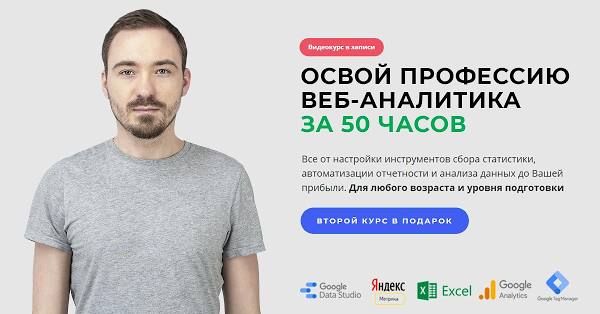 Видеокурс в записи
ОСВОЙ ПРОФЕССИЮ
ВЕБ-АНАЛИТИКА
ЗА 50 ЧАСОВ
Все от настройки инструментов сбора статистики,
автоматизации отчетности и анализа данных до Вашей
прибыли. Для любого возраста и уровня подготовки
ВТОРОЙ КУРС В ПОДАРОК
Google
Data Studio
Яндекс
Метрика
Excel
Google
Analytics
Google Tag Manager